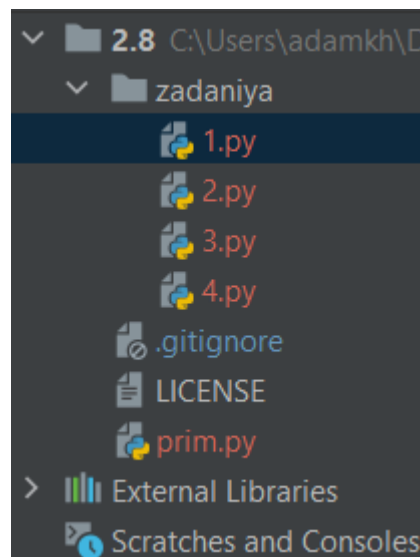 2.8 C:\Users\adamkh\D
zadaniya
1.py
2.py
3.py
4.py
.gitignore
LICENSE
prim.py
External Libraries
Scratches and Consoles